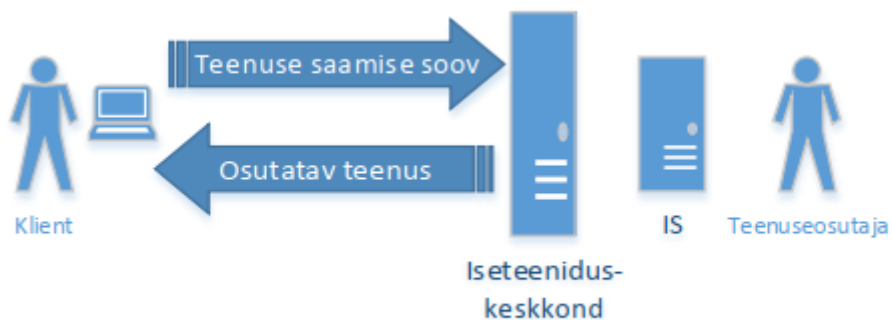 Teenuse saamise soov
Osutatav teenus
Klient
IS
Teenuseosutaja
Iseteenidus-
keskkond